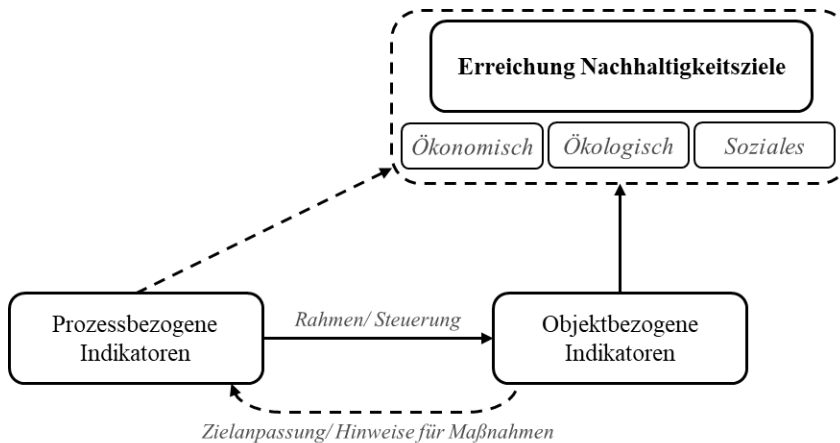 Erreichung Nachhaltigkeitsziele
Ökonomisch
Ökologisch
Soziales
Prozessbezogene
Indikatoren
Rahmen/ Steuerung
Objektbezogene
Indikatoren
Zielanpassung/ Hinweise für Maßnahmen